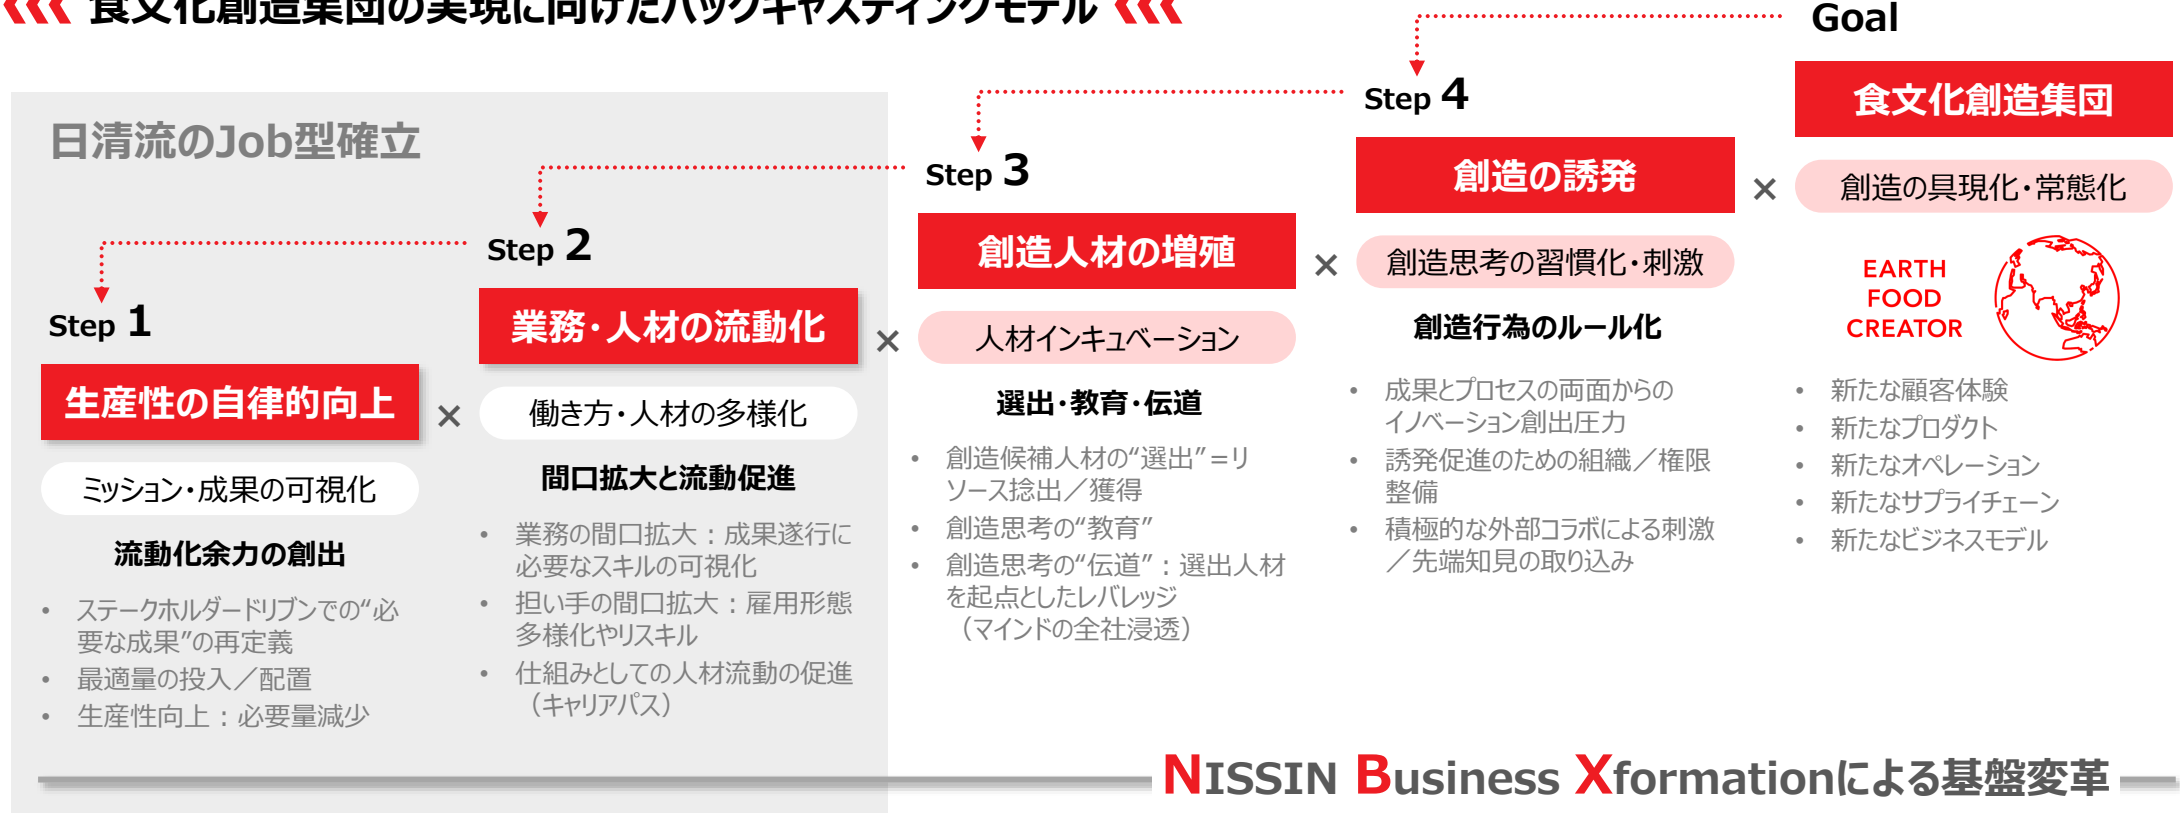 食文化創造集団の実現に向けたバックキャスティングモデル
日清流のJob型確立
Step 1
生産性の自律的向上
ミッション・成果の可視化
流動化余力の創出
• ステークホルダードリブンでの“必
要な成果”の再定義
• 最適量の投入／配置
• 生産性向上：必要量減少
×
Step 2
業務・人材の流動化
働き方・人材の多様化
間口拡大と流動促進
• 業務の間口拡大：成果遂行に
必要なスキルの可視化
• 担い手の間口拡大：雇用形態
多様化やリスキル
• 仕組みとしての人材流動の促進
（キャリアパス）
×
Step 3
創造人材の増殖
人材インキュベーション
選出・教育・伝道
• 創造候補人材の“選出”=リ
ソース捻出／獲得
• 創造思考の“教育”
• 創造思考の“伝道”：選出人材
を起点としたレバレッジ
（マインドの全社浸透）
×
Step 4
創造の誘発
創造思考の習慣化・刺激
創造行為のルール化
• 成果とプロセスの両面からの
イノベーション創出圧力
• 誘発促進のための組織／権限
整備
• 積極的な外部コラボによる刺激
／先端知見の取り込み
×
Goal
食文化創造集団
創造の具現化・常態化
EARTH
FOOD
CREATOR
• 新たな顧客体験
• 新たなプロダクト
• 新たなオペレーション
• 新たなサプライチェーン
• 新たなビジネスモデル
NISSIN Business Xformationによる基盤変革